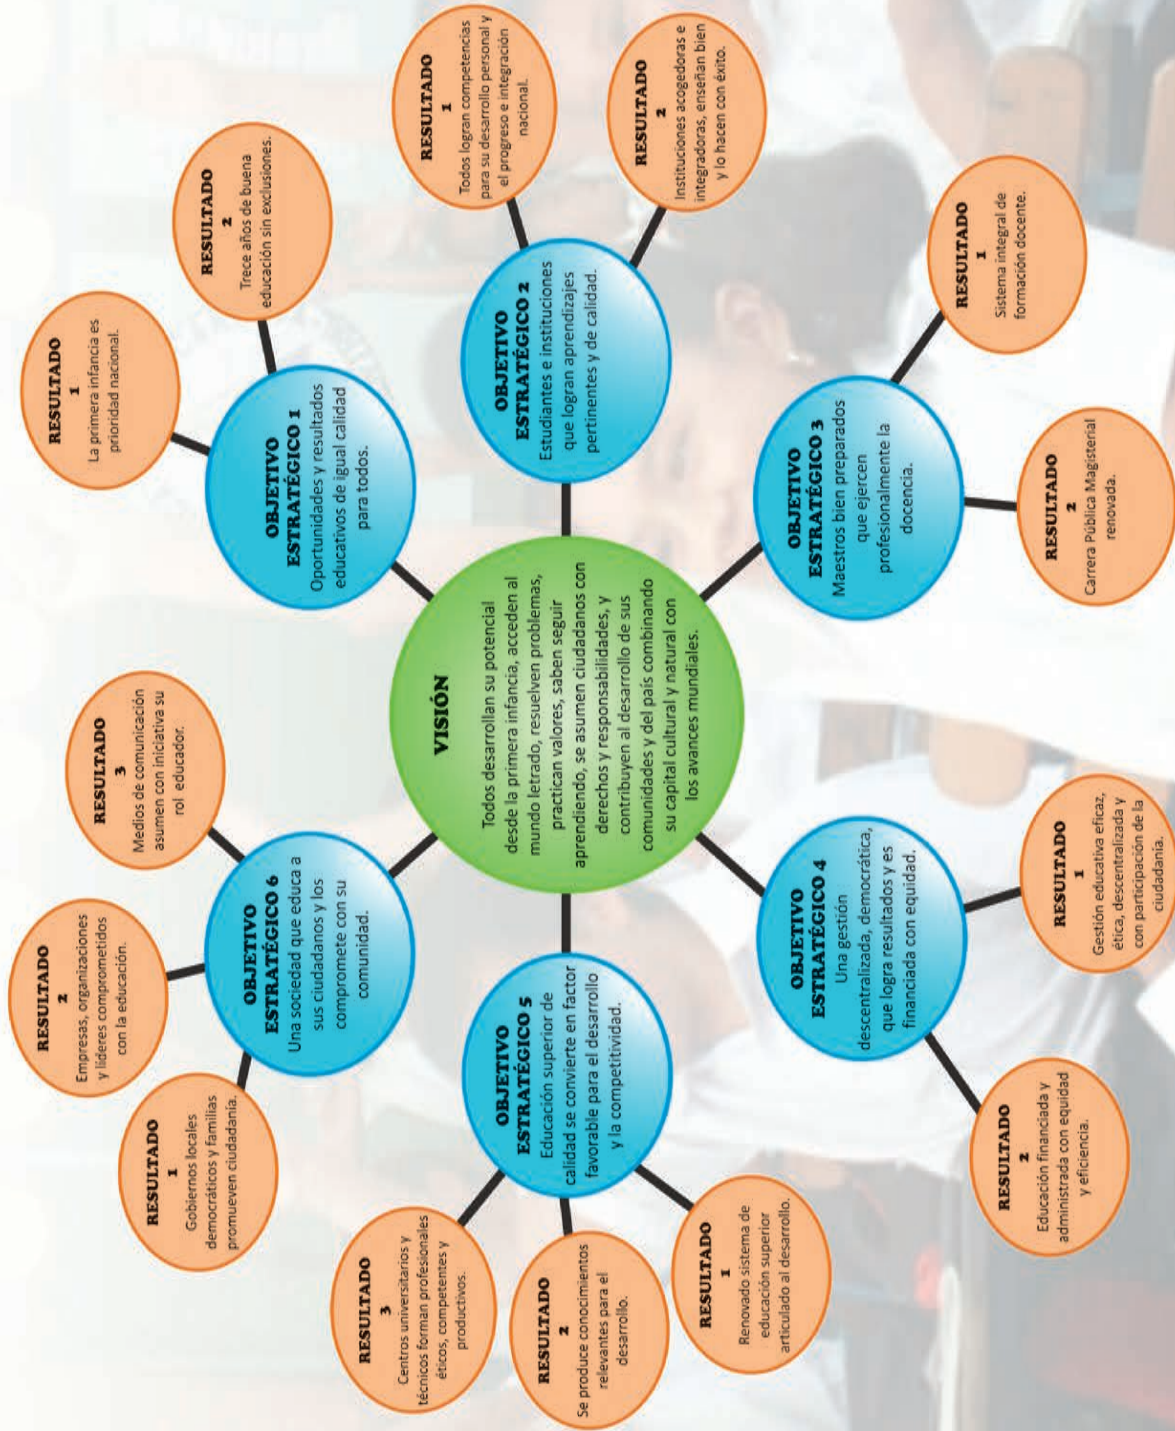 VISIÓN
Todos desarrollan su potencial
desde la primera infancia, acceden al
mundo letrado, resuelven problemas,
practican valores, saben seguir
aprendiendo, se asumen ciudadanos con
derechos y responsabilidades, y
contribuyen al desarrollo de sus
comunidades y del país combinando
su capital cultural y natural con
los avances mundiales.
OBJETIVO
ESTRATÉGICO 1
Oportunidades y resultados
educativos de igual calidad
para todos.
RESULTADO
1
La primera infancia es
prioridad nacional.
RESULTADO
2
Trece años de buena
educación sin exclusiones.
OBJETIVO
ESTRATÉGICO 2
Estudiantes e instituciones
que logran aprendizajes
pertinentes y de calidad.
RESULTADO
1
Todos logran competencias
para su desarrollo personal y
el progreso e integración
nacional.
RESULTADO
2
Instituciones acogedoras e
integradoras, enseñan bien
y lo hacen con éxito.
OBJETIVO
ESTRATÉGICO 3
Maestros bien preparados
que ejercen
profesionalmente la
docencia.
RESULTADO
1
Sistema integral de
formación docente.
RESULTADO
2
Carrera Pública Magisterial
renovada.
OBJETIVO
ESTRATÉGICO 4
Una gestión
descentralizada, democrática,
que logra resultados y es
financiada con equidad.
RESULTADO
1
Gestión educativa eficaz,
ética, descentralizada y
con participación de la
ciudadanía.
RESULTADO
2
Educación financiada y
administrada con equidad
y eficiencia.
OBJETIVO
ESTRATÉGICO 5
Educación superior de
calidad se convierte en factor
favorable para el desarrollo
y la competitividad.
RESULTADO
1
Renovado sistema de
educación superior
articulado al desarrollo.
RESULTADO
2
Se produce conocimientos
relevantes para el
desarrollo.
RESULTADO
3
Centros universitarios y
técnicos forman profesionales
éticos, competentes y
productivos.
OBJETIVO
ESTRATÉGICO 6
Una sociedad que educa a
sus ciudadanos y los
compromete con su
comunidad.
RESULTADO
1
Gobiernos locales
democráticos y familias
promueven ciudadanía.
RESULTADO
2
Empresas, organizaciones
y líderes comprometidos
con la educación.
RESULTADO
3
Medios de comunicación
asumen con iniciativa su
rol educador.